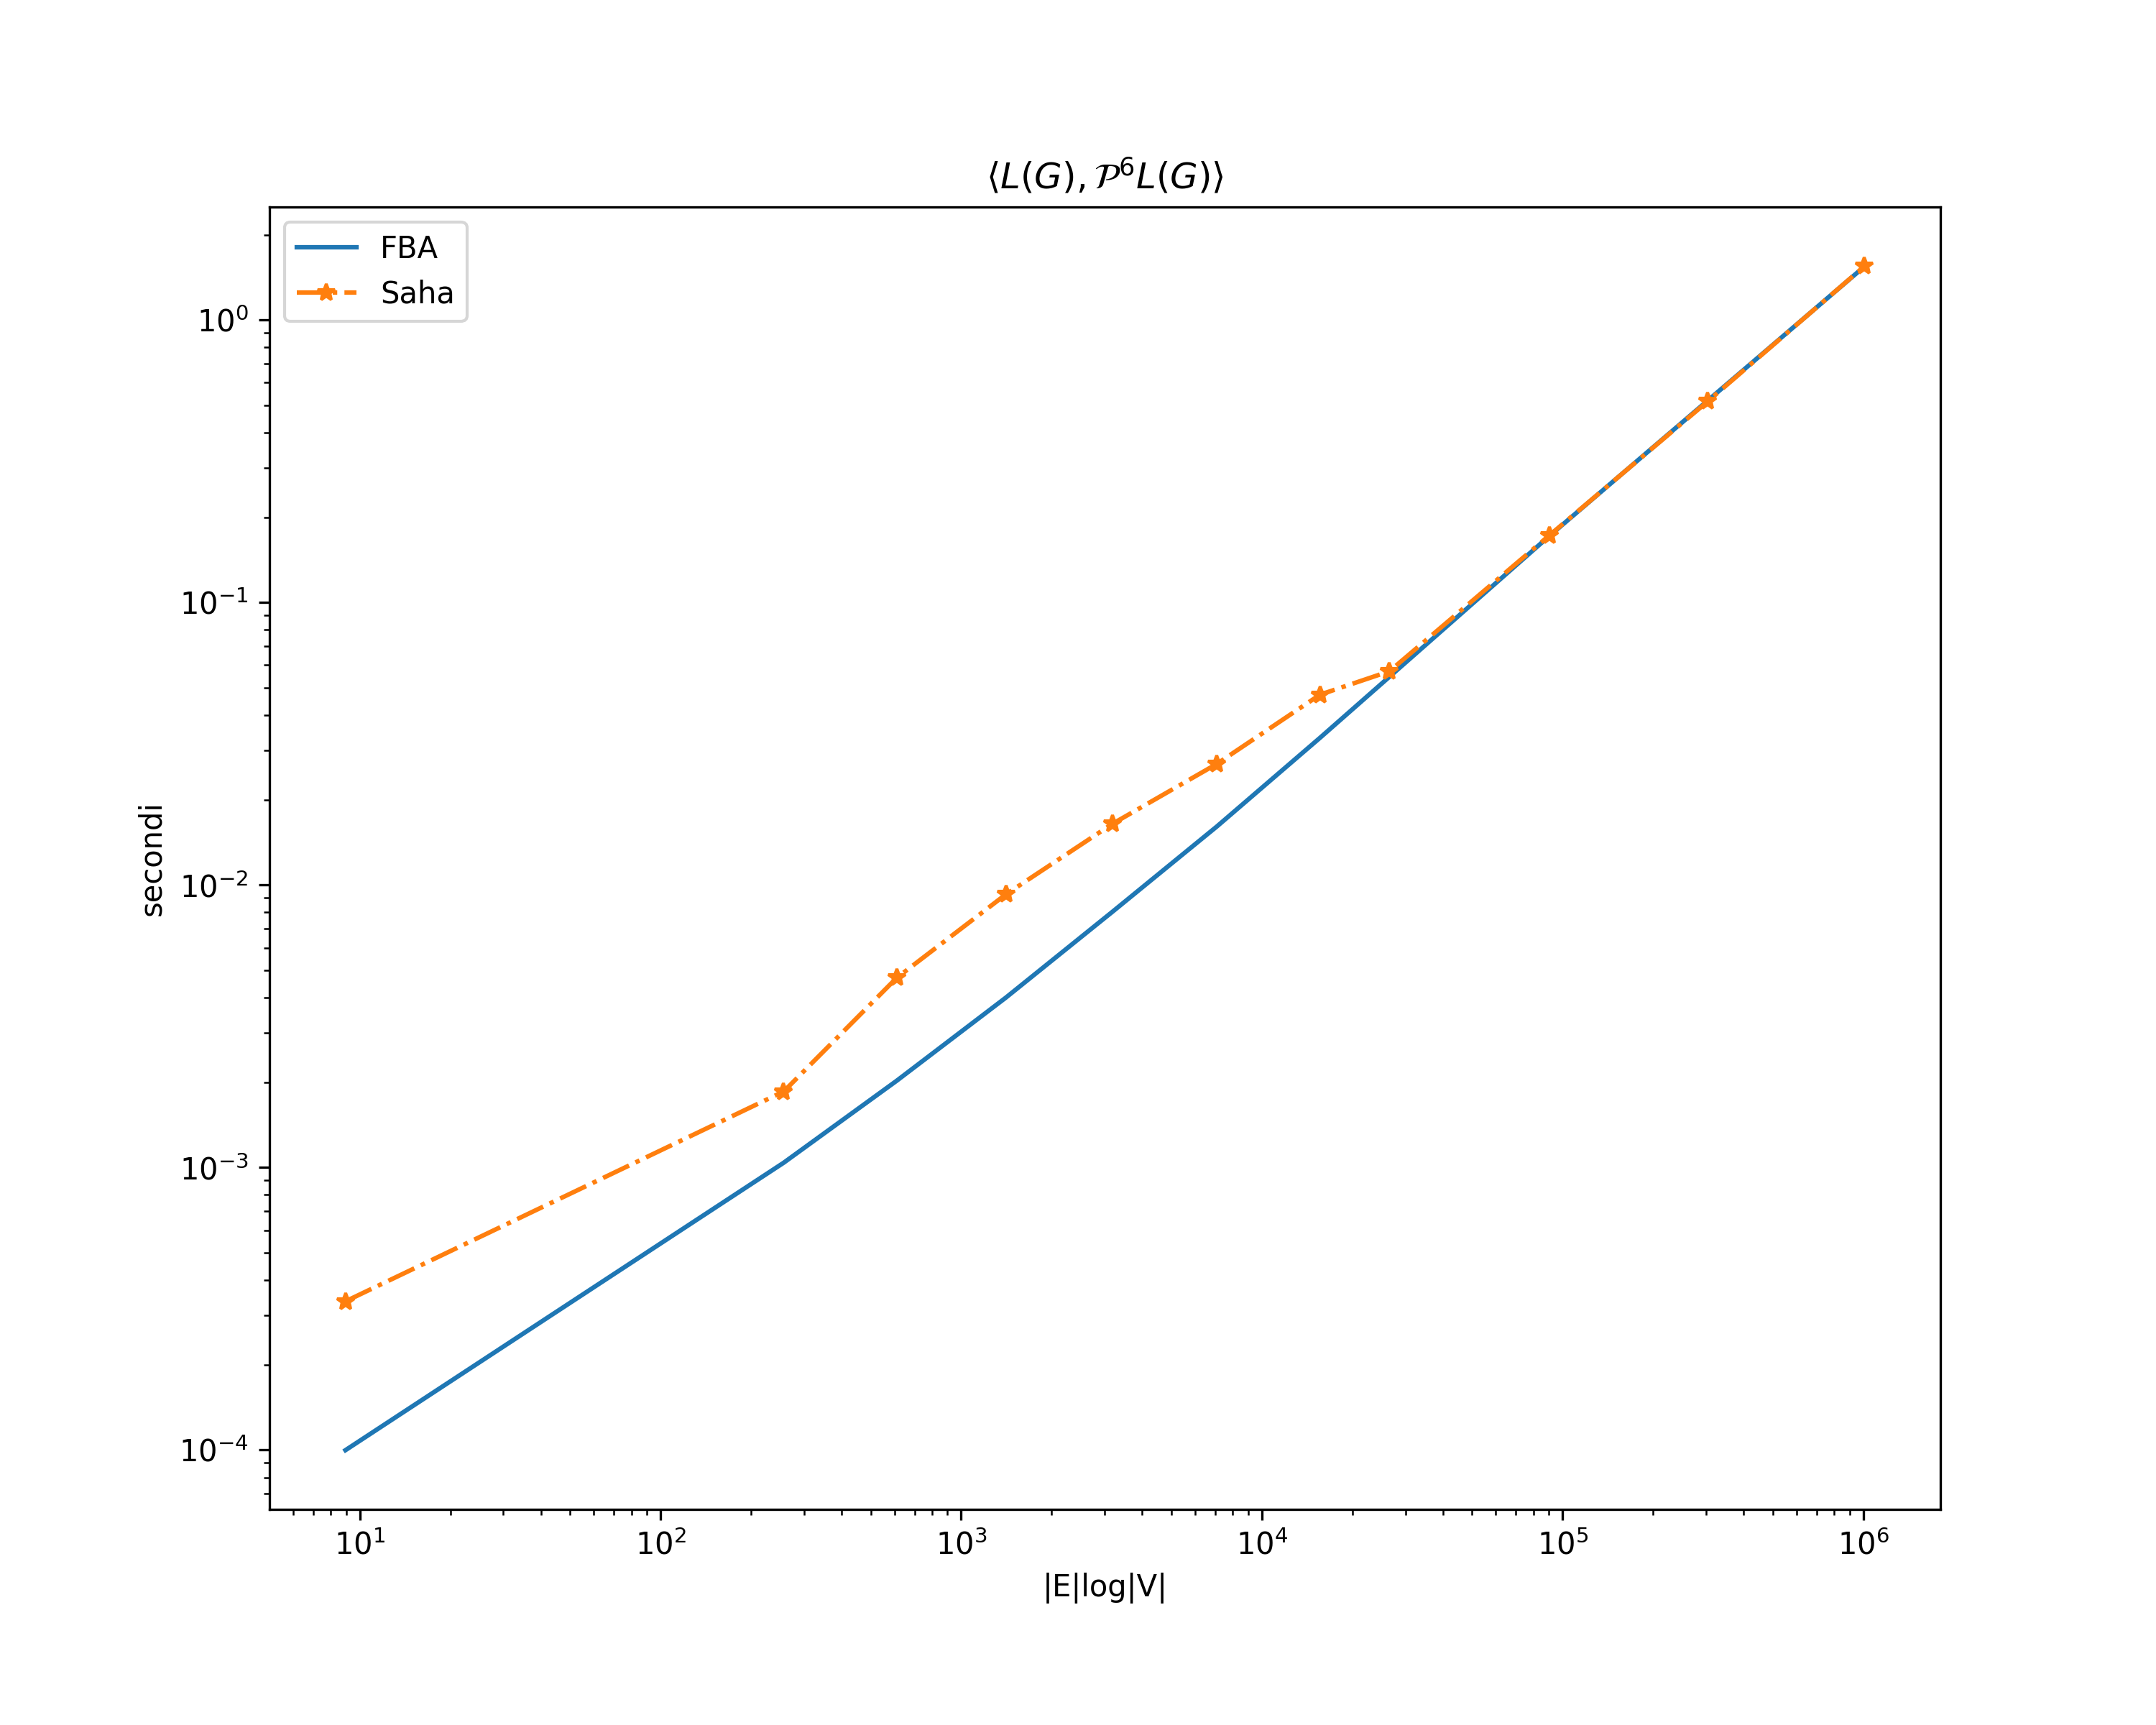 ⟨L(G), 𝒫⁶L(G)⟩
FBA
Saha
10⁰
10⁻¹
10⁻²
10⁻³
10⁻⁴
secondi
10¹ 10² 10³ 10⁴ 10⁵ 10⁶
|E|log|V|